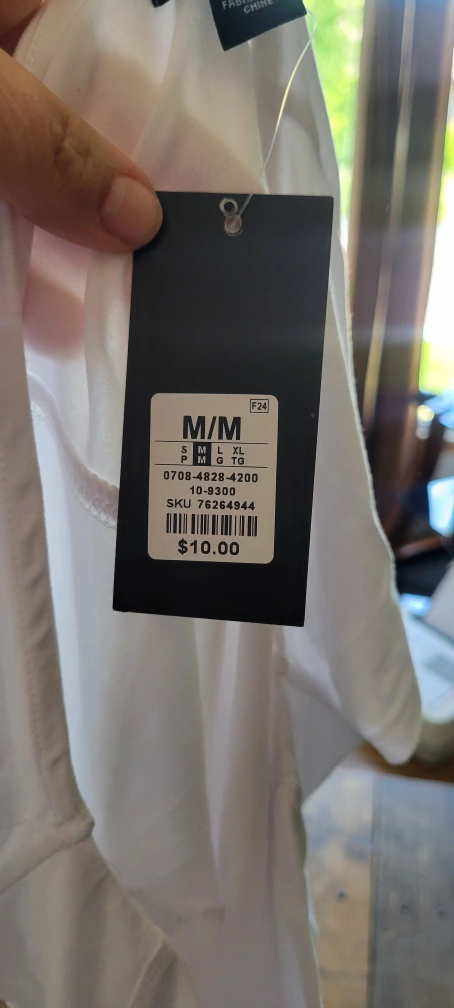 CHINE
F24
M/M
S M L XL
P M G TG
0708-4828-4200
10-9300
SKU 76264944
$10.00